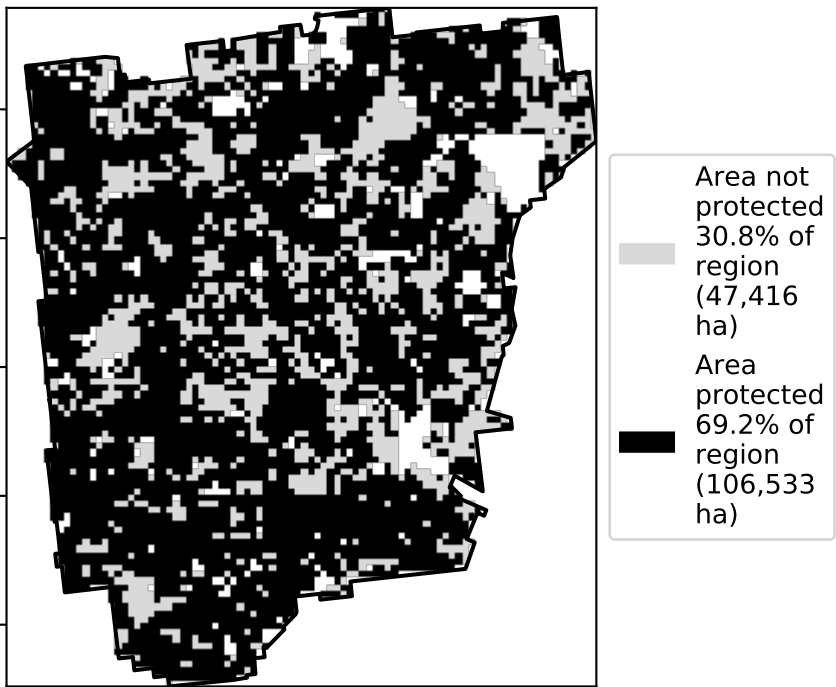 Area not
protected
30.8% of
region
(47,416
ha)
Area
protected
69.2% of
region
(106,533
ha)